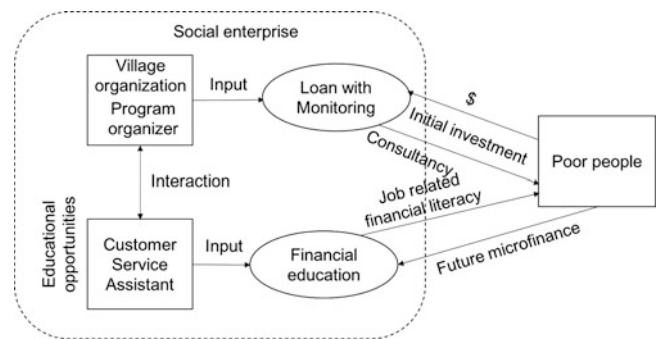 Social enterprise
Village
organization
Program
organizer
Input
Loan with
Monitoring
$
Initial investment
Consultancy
Poor people
Interaction
Job related
financial literacy
Educational
opportunities
Customer
Service
Assistant
Input
Financial
education
Future microfinance